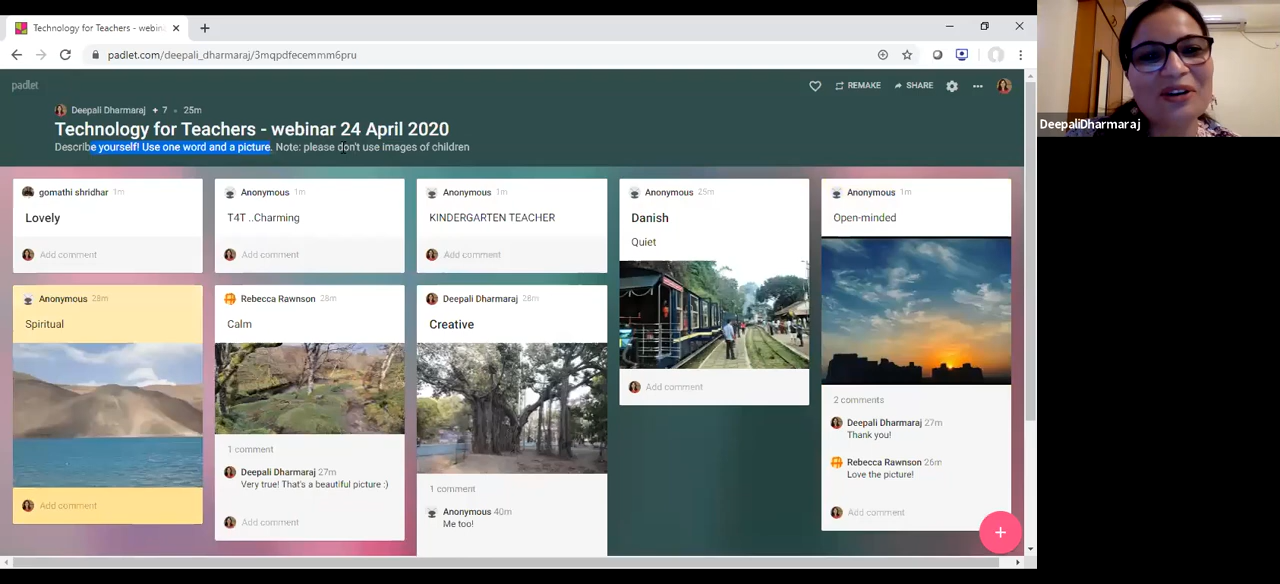 Technology for Teachers - webin
padlet.com/deepali_dharmaraj/3mqpdfecemmm6pru
padlet
REMAKE
SHARE
Deepali Dharmaraj + 7 • 25m
Technology for Teachers - webinar 24 April 2020
Describe yourself! Use one word and a picture. Note: please don't use images of children
gomathi shridhar 1m
Lovely
Add comment
Anonymous 1m
T4T ..Charming
Add comment
Anonymous 1m
KINDERGARTEN TEACHER
Add comment
Anonymous 25m
Danish
Quiet
Add comment
Anonymous 1m
Open-minded
2 comments
Deepali Dharmaraj 27m
Thank you!
Rebecca Rawnson 26m
Love the picture!
Add comment
Anonymous 28m
Spiritual
Add comment
Rebecca Rawnson 28m
Calm
1 comment
Deepali Dharmaraj 27m
Very true! That's a beautiful picture :)
Add comment
Deepali Dharmaraj 28m
Creative
1 comment
Anonymous 40m
Me too!
DeepaliDharmaraj